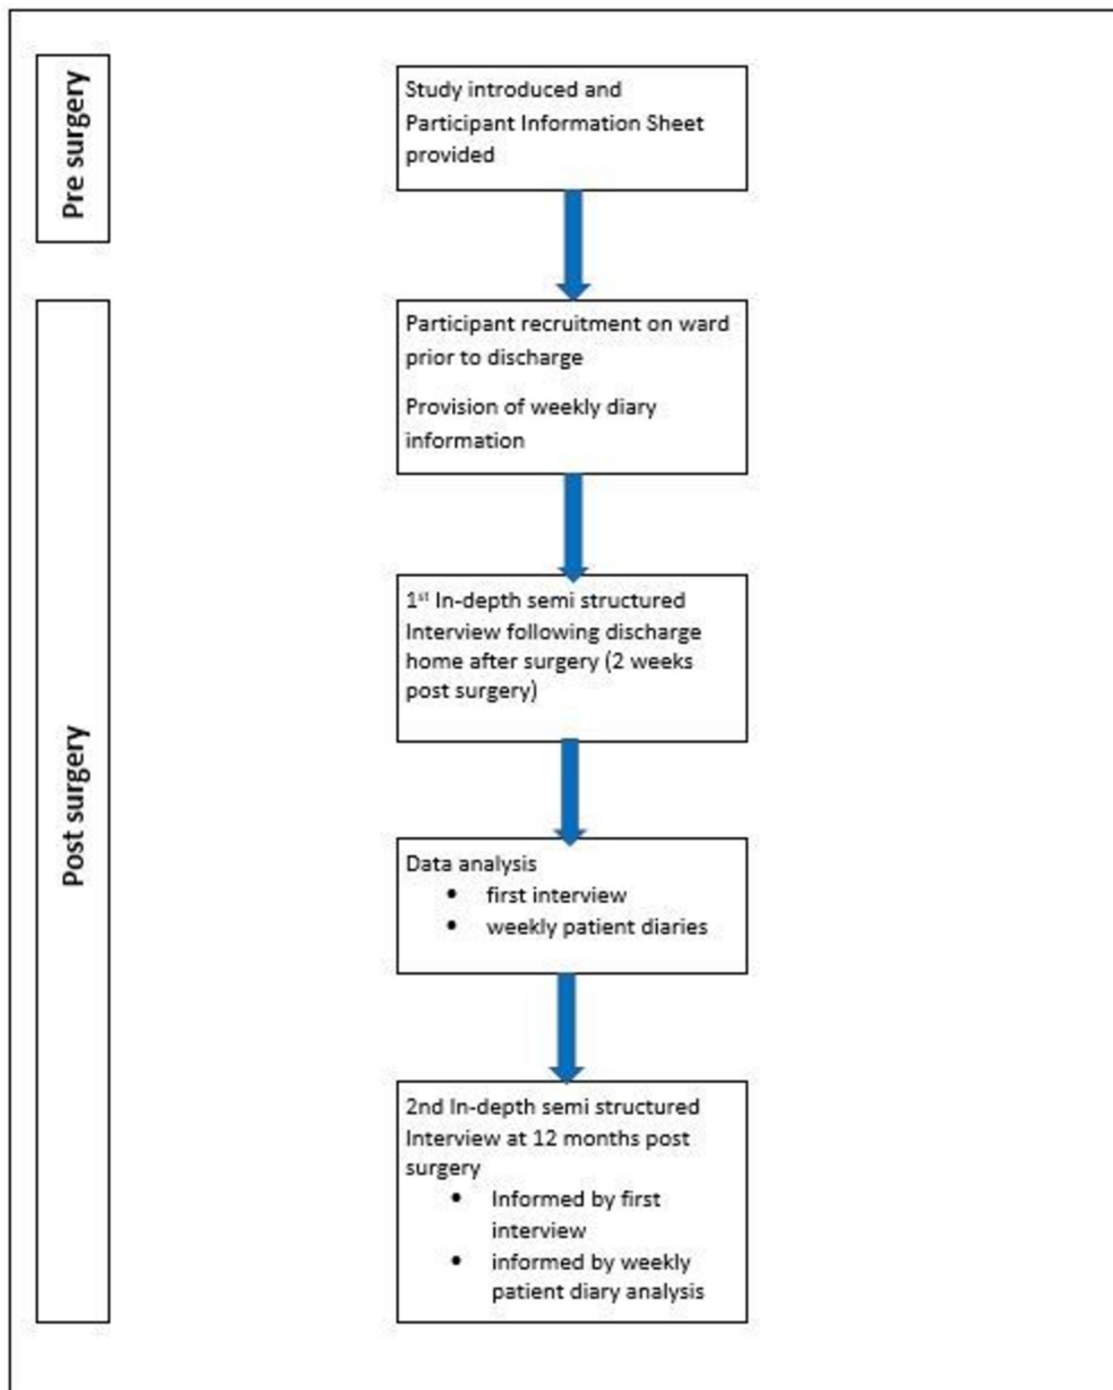 Pre surgery
Study introduced and
Participant Information Sheet
provided
Post surgery
Participant recruitment on ward
prior to discharge
Provision of weekly diary
information
1st In-depth semi structured
Interview following discharge
home after surgery (2 weeks
post surgery)
Data analysis
• first interview
• weekly patient diaries
2nd In-depth semi structured
Interview at 12 months post
surgery
• Informed by first
interview
• informed by weekly
patient diary analysis